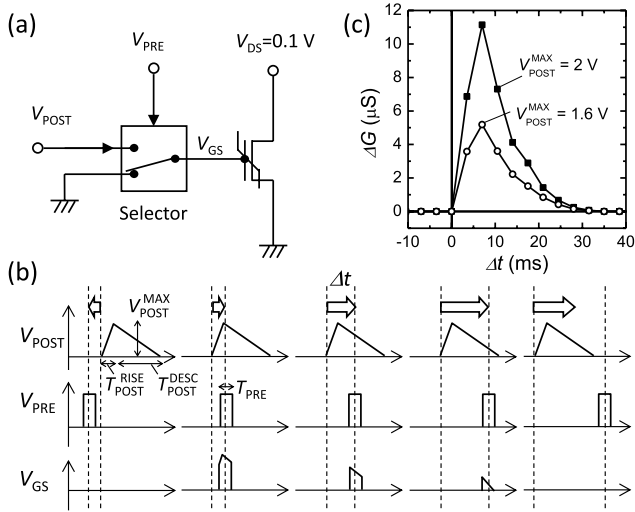 (a)
V_PRE
V_DS=0.1 V
V_POST
V_GS
Selector
(c)
12
10
8
6
4
2
0
ΔG (μS)
V_POST^MAX = 2 V
V_POST^MAX = 1.6 V
-10 0 10 20 30 40
Δt (ms)
(b)
Δt
V_POST
V_POST^MAX
T_POST^RISE T_POST^DESC
V_PRE
T_PRE
V_GS